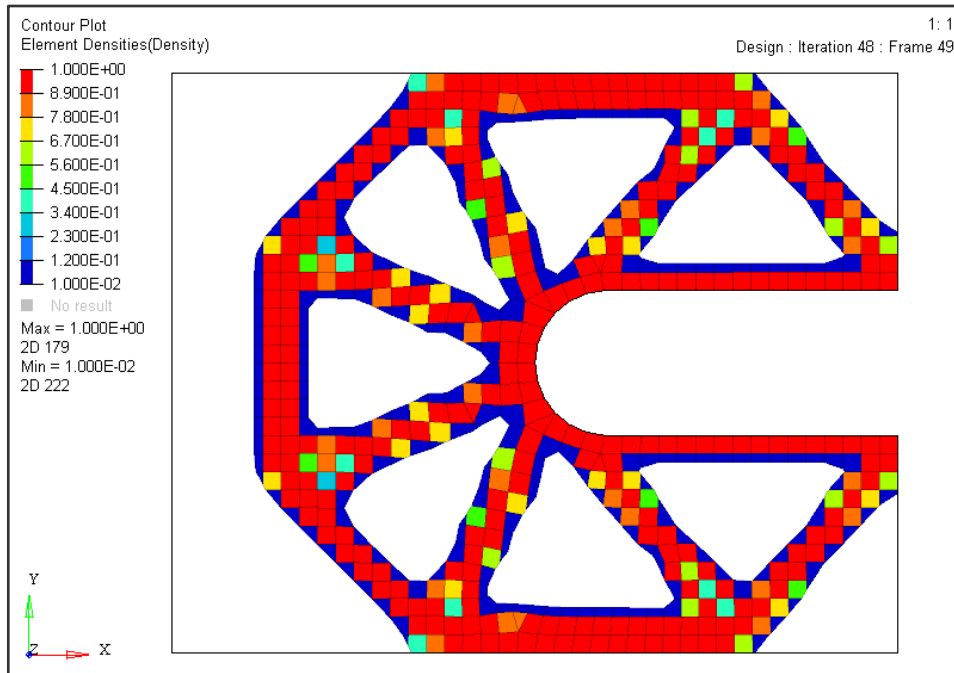 Contour Plot
Element Densities(Density)
1.000E+00
8.900E-01
7.800E-01
6.700E-01
5.600E-01
4.500E-01
3.400E-01
2.300E-01
1.200E-01
1.000E-02
No result
Max = 1.000E+00
2D 179
Min = 1.000E-02
2D 222
1: 1
Design : Iteration 48 : Frame 49
Y
Z
X